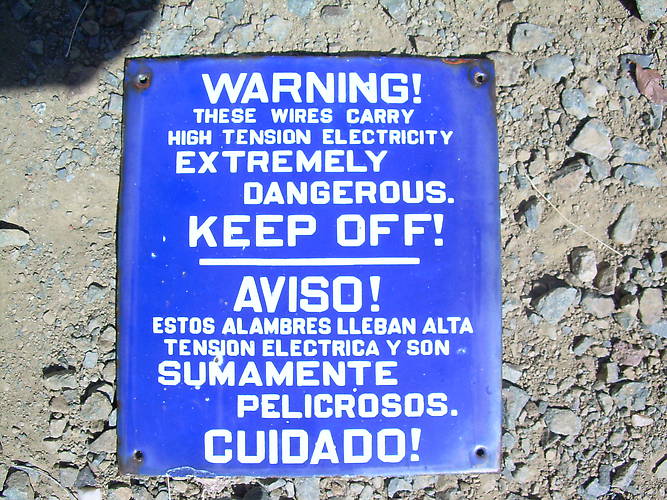 WARNING!
THESE WIRES CARRY
HIGH TENSION ELECTRICITY
EXTREMELY
DANGEROUS.
KEEP OFF!
AVISO!
ESTOS ALAMBRES LLEBAN ALTA
TENSION ELECTRICA Y SON
SUMAMENTE
PELICROSOS.
CUIDADO!